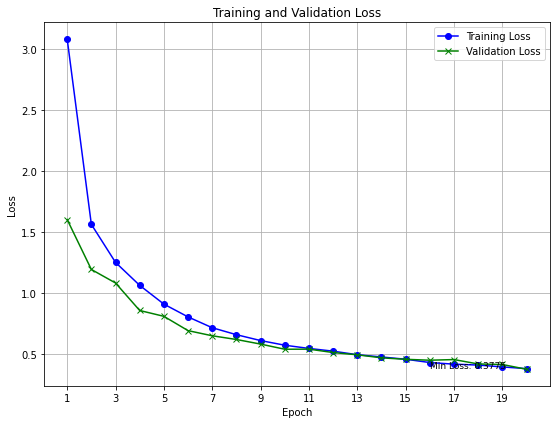 Training and Validation Loss
Training Loss
Validation Loss
Loss
3.0
2.5
2.0
1.5
1.0
0.5
Min Loss:
1 3 5 7 9 11 13 15 17 19
Epoch